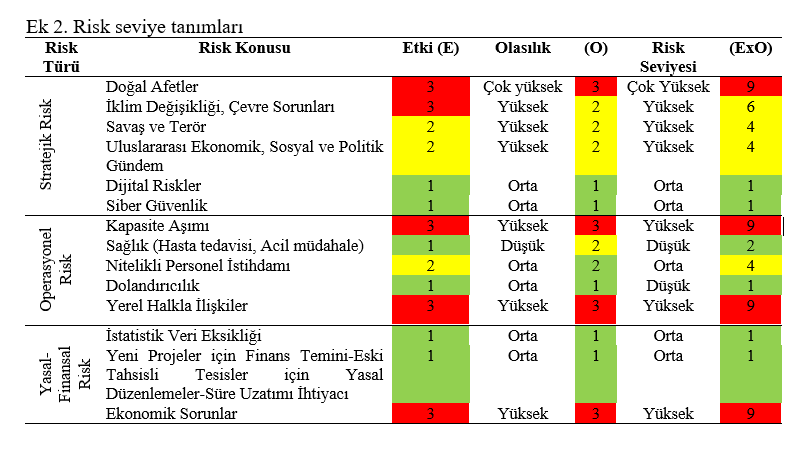 Ek 2. Risk seviye tanımları
Risk Türü Risk Konusu Etki (E) Olasılık (O) Risk Seviyesi (ExO)
Stratejik Risk
Doğal Afetler 3 Çok yüksek 3 Çok Yüksek 9
İklim Değişikliği, Çevre Sorunları 3 Yüksek 2 Yüksek 6
Savaş ve Terör 2 Yüksek 2 Yüksek 4
Uluslararası Ekonomik, Sosyal ve Politik 2 Yüksek 2 Yüksek 4
Gündem
Dijital Riskler 1 Orta 1 Orta 1
Siber Güvenlik 1 Orta 1 Orta 1
Operasyonel Risk
Kapasite Aşımı 3 Yüksek 3 Yüksek 9
Sağlık (Hasta tedavisi, Acil müdahale) 1 Düşük 2 Düşük 2
Nitelikli Personel İstihdamı 2 Orta 2 Orta 4
Dolandırıcılık 1 Orta 1 Düşük 1
Yerel Halkla İlişkiler 3 Yüksek 3 Yüksek 9
Yasal-Finansal Risk
İstatistik Veri Eksikliği 1 Orta 1 Orta 1
Yeni Projeler için Finans Temini-Eski 1 Orta 1 Orta 1
Tahsisli Tesisler için Yasal
Düzenlemeler-Süre Uzatımı İhtiyacı
Ekonomik Sorunlar 3 Yüksek 3 Yüksek 9